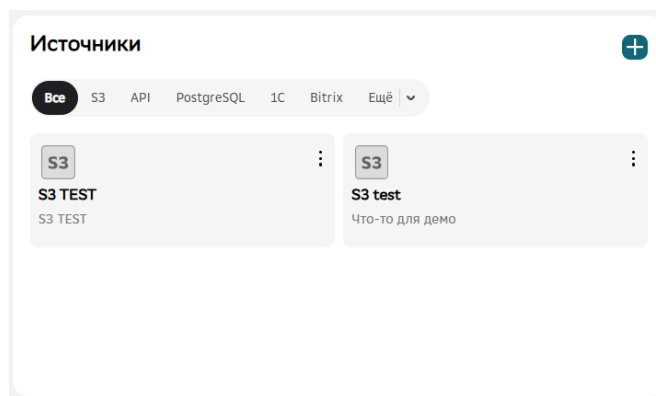 Источники
Все S3 API PostgreSQL 1С Bitrix Ещё
S3 S3
S3 TEST S3 test
S3 TEST Что-то для демо